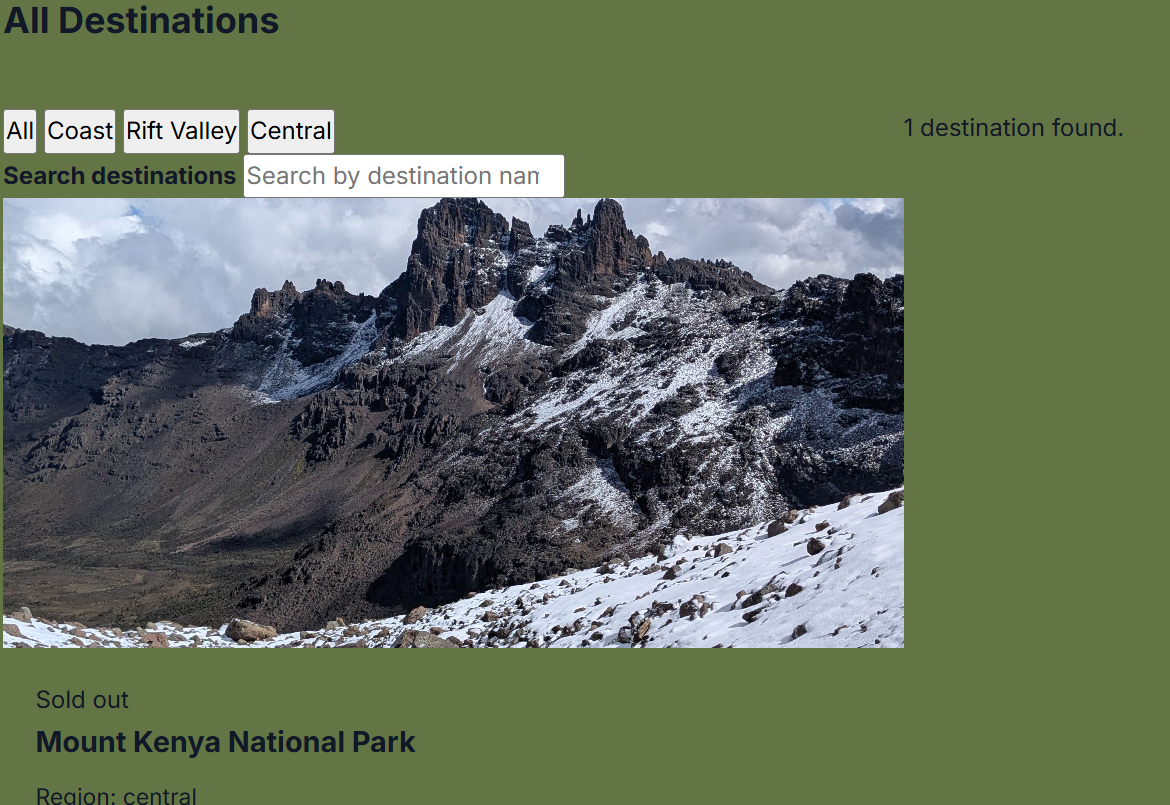 All Destinations
All Coast Rift Valley Central
1 destination found.
Search destinations Search by destination nam
Sold out
Mount Kenya National Park
Region: central